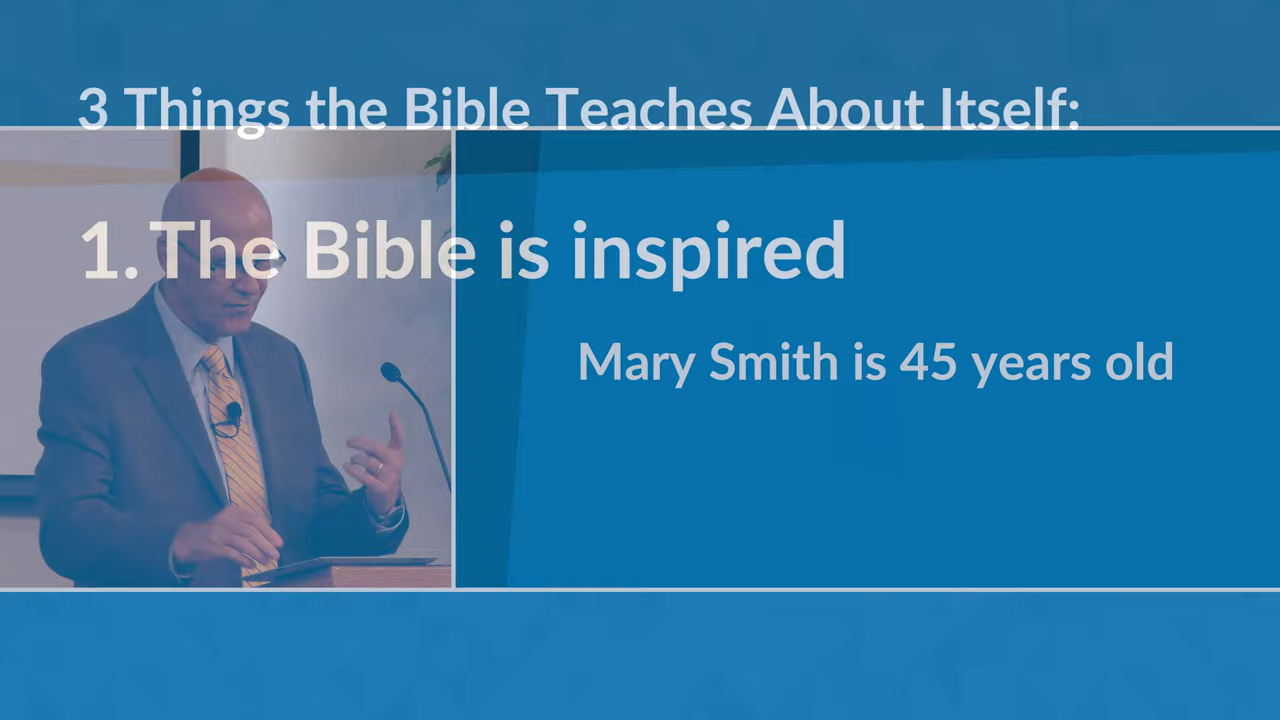 3 Things the Bible Teaches About Itself:
1. The Bible is inspired
Mary Smith is 45 years old